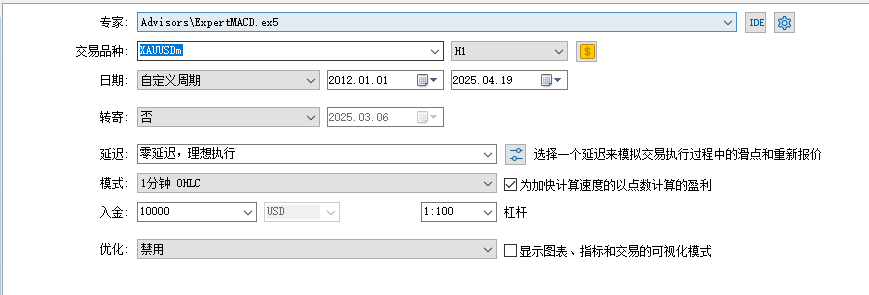 专家: Advisors\ExpertMACD.ex5 IDE
交易品种: XAUUSDm H1 $
日期: 自定义周期 2012.01.01 2025.04.19
转寄: 否 2025.03.06
延迟: 零延迟，理想执行 选择一个延迟来模拟交易执行过程中的滑点和重新报价
模式: 1分钟 OHLC 为加快计算速度的以点数计算的盈利
入金: 10000 USD 1:100 杠杆
优化: 禁用 显示图表、指标和交易的可视化模式